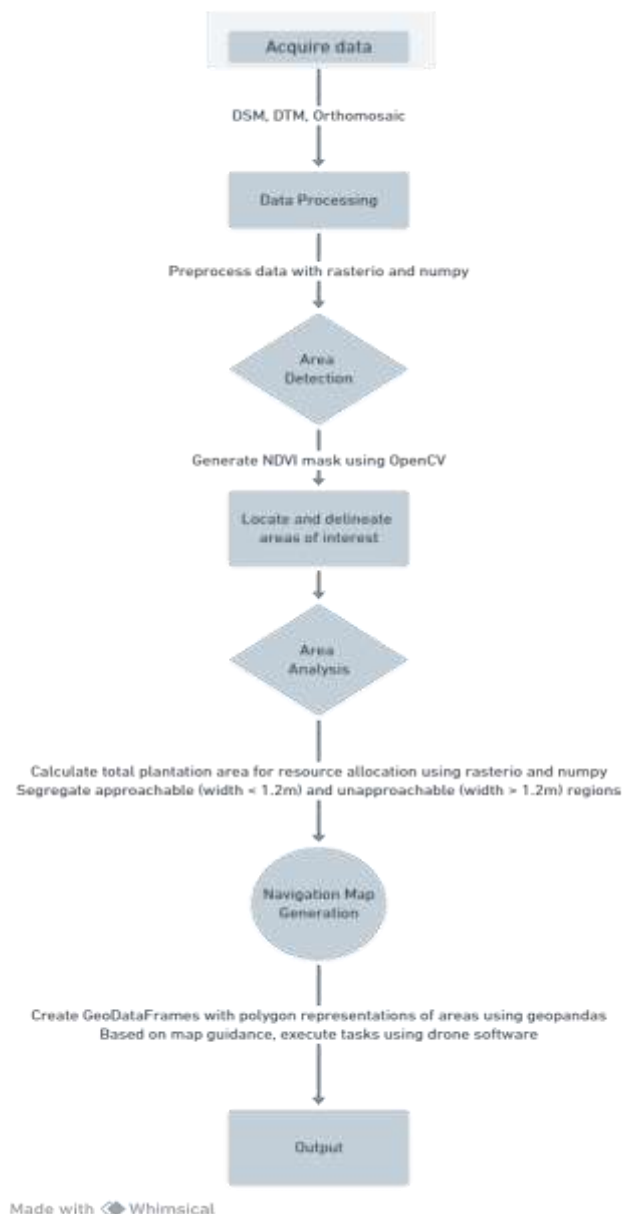 Acquire data
DSM, DTM, Orthomosaic
Data Processing
Preprocess data with rasterio and numpy
Area
Detection
Generate NDVI mask using OpenCV
Locate and delineate
areas of interest
Area
Analysis
Calculate total plantation area for resource allocation using rasterio and numpy
Segregate approachable (width < 1.2m) and unapproachable (width > 1.2m) regions
Navigation Map
Generation
Create GeoDataFrames with polygon representations of areas using geopandas
Based on map guidance, execute tasks using drone software
Output
Made with Whimsical